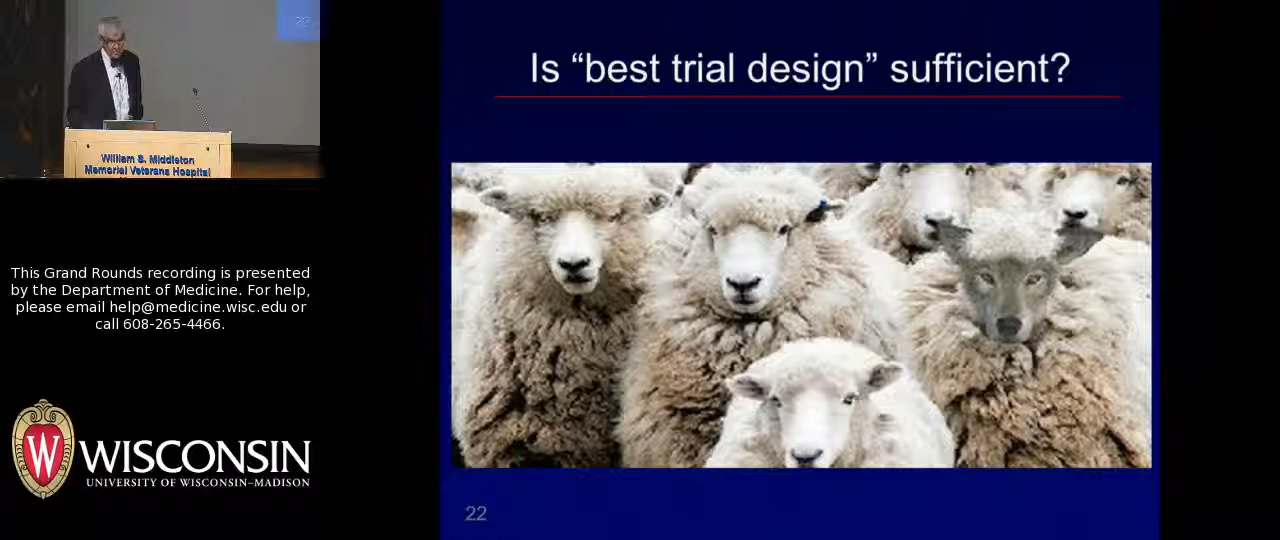 Is “best trial design” sufficient?
22
William S. Middleton
Memorial Veterans Hospital
This Grand Rounds recording is presented
by the Department of Medicine. For help,
please email help@medicine.wisc.edu or
call 608-265-4466.
W
WISCONSIN
UNIVERSITY OF WISCONSIN–MADISON